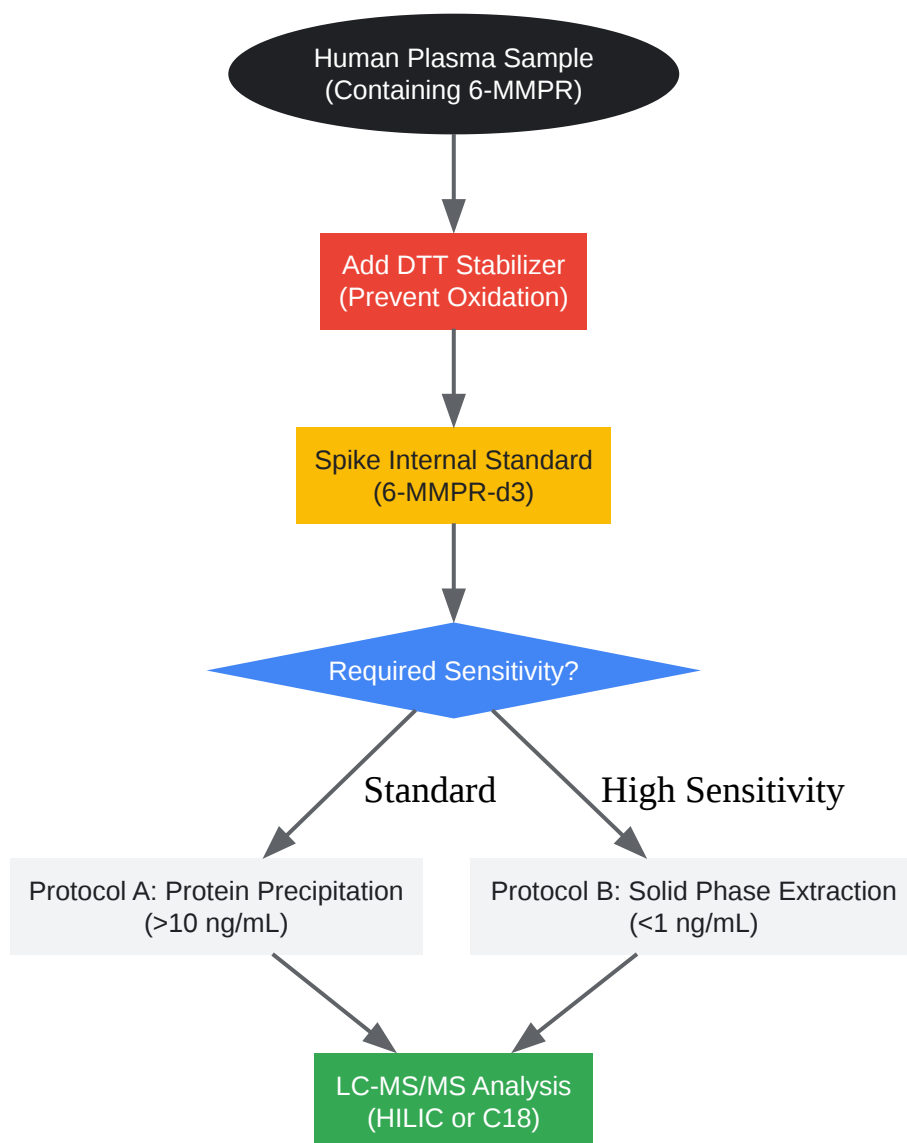 Human Plasma Sample
(Containing 6-MMPR)
Add DTT Stabilizer
(Prevent Oxidation)
Spike Internal Standard
(6-MMPR-d3)
Required Sensitivity?
Standard
High Sensitivity
Protocol A: Protein Precipitation
(>10 ng/mL)
Protocol B: Solid Phase Extraction
(<1 ng/mL)
LC-MS/MS Analysis
(HILIC or C18)